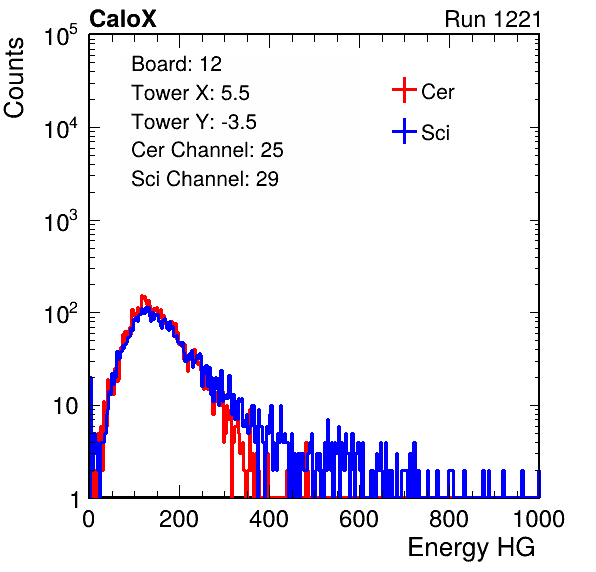 CaloX Run 1221
Counts
10^5
10^4
10^3
10^2
10
1
Board: 12
Tower X: 5.5
Tower Y: -3.5
Cer Channel: 25
Sci Channel: 29
Cer
Sci
0 200 400 600 800 1000
Energy HG